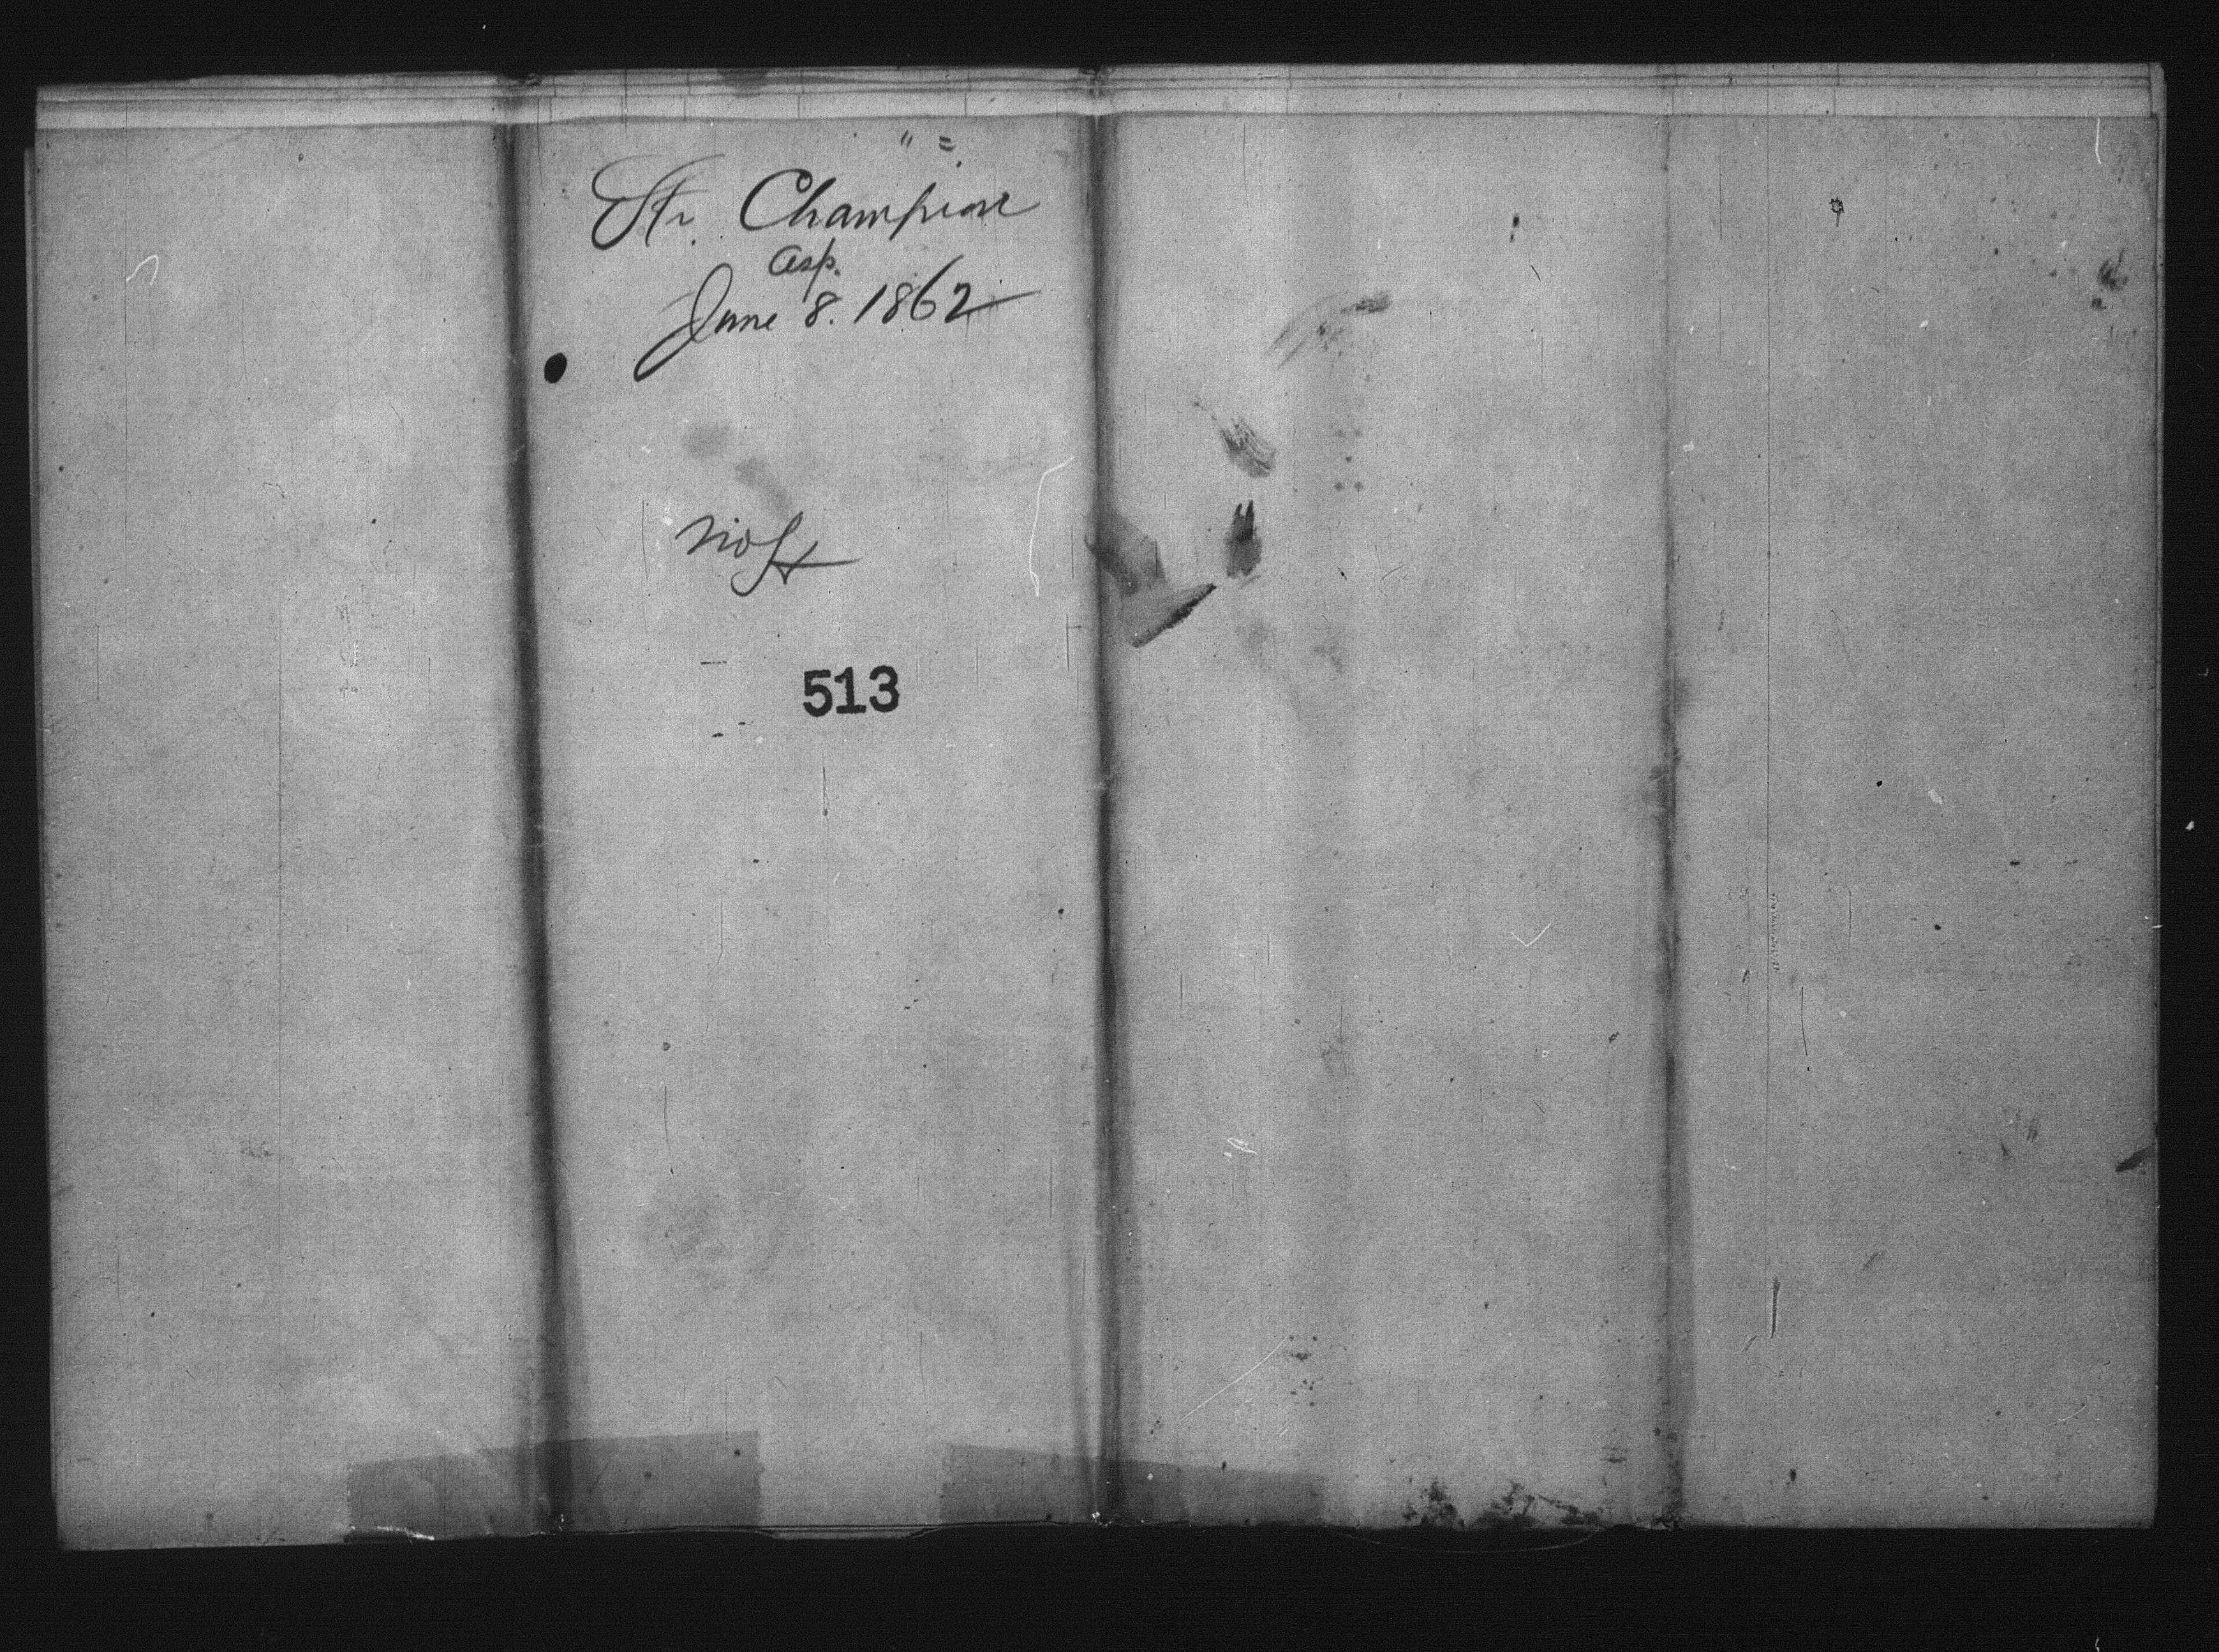 Str. Champion
Asp.
June 8. 1862
513